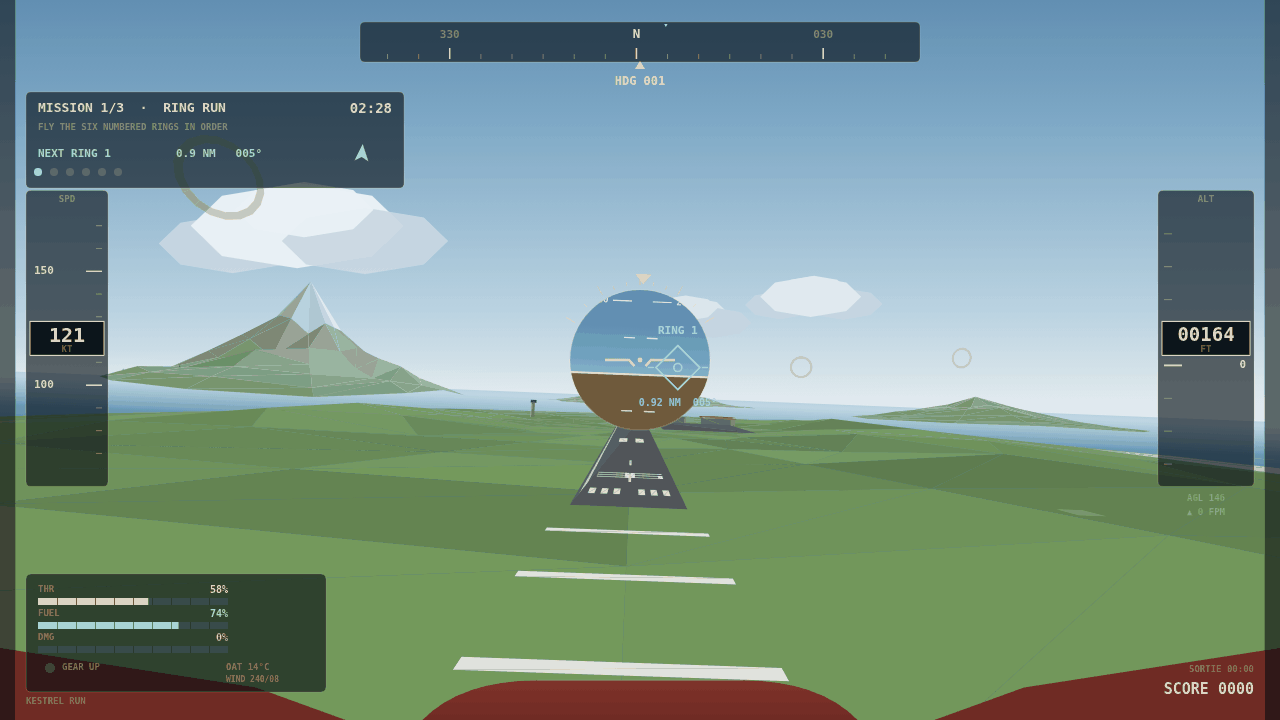 330 N 030
HDG 001
MISSION 1/3 · RING RUN 02:28
FLY THE SIX NUMBERED RINGS IN ORDER
NEXT RING 1 0.9 NM 005°
SPD
150
121
KT
100
ALT
00164
FT
0
AGL 146
▲ 0 FPM
RING 1
0.92 NM 005°
THR 58%
FUEL 74%
DMG 0%
GEAR UP OAT 14°C
WIND 240/08
KESTREL RUN
SORTIE 00:00
SCORE 0000